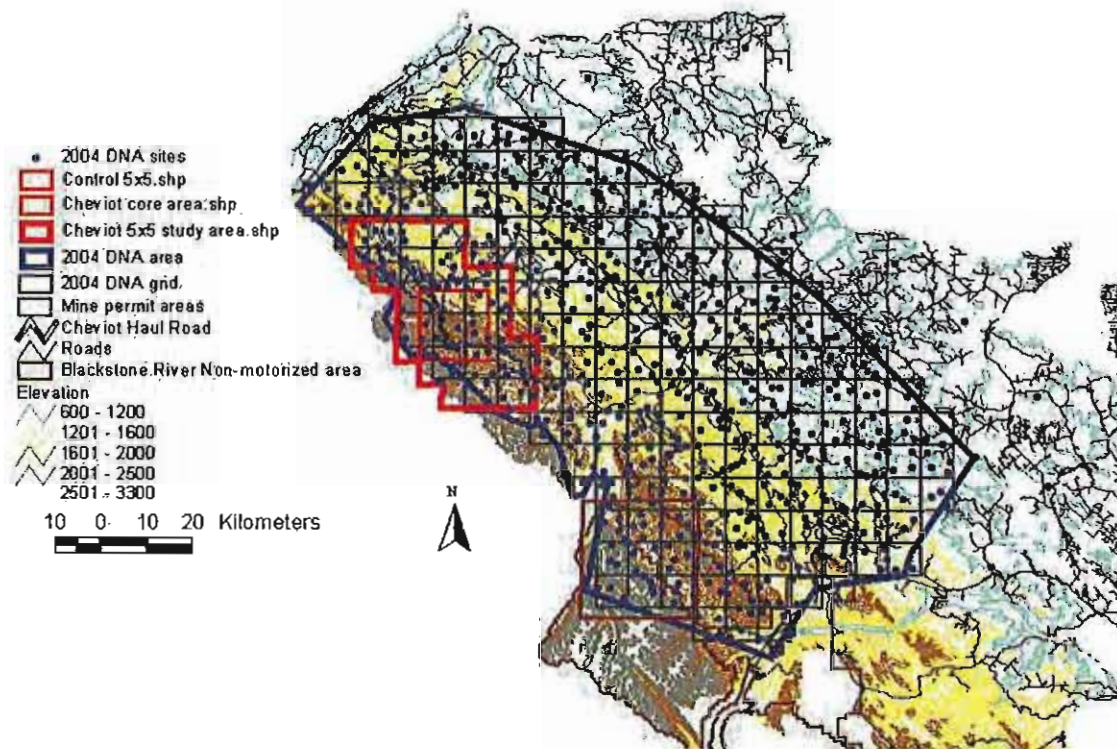 2004 DNA sites
Control 5x5.shp
Cheviot core area.shp
Cheviot 5x5 study area.shp
2004 DNA area
2004 DNA grid
Mine permit areas
Cheviot Haul Road
Roads
Blackstone River Non-motorized area
Elevation
600 - 1200
1201 - 1600
1601 - 2000
2001 - 2500
2501 - 3300
10 0 10 20 Kilometers
N